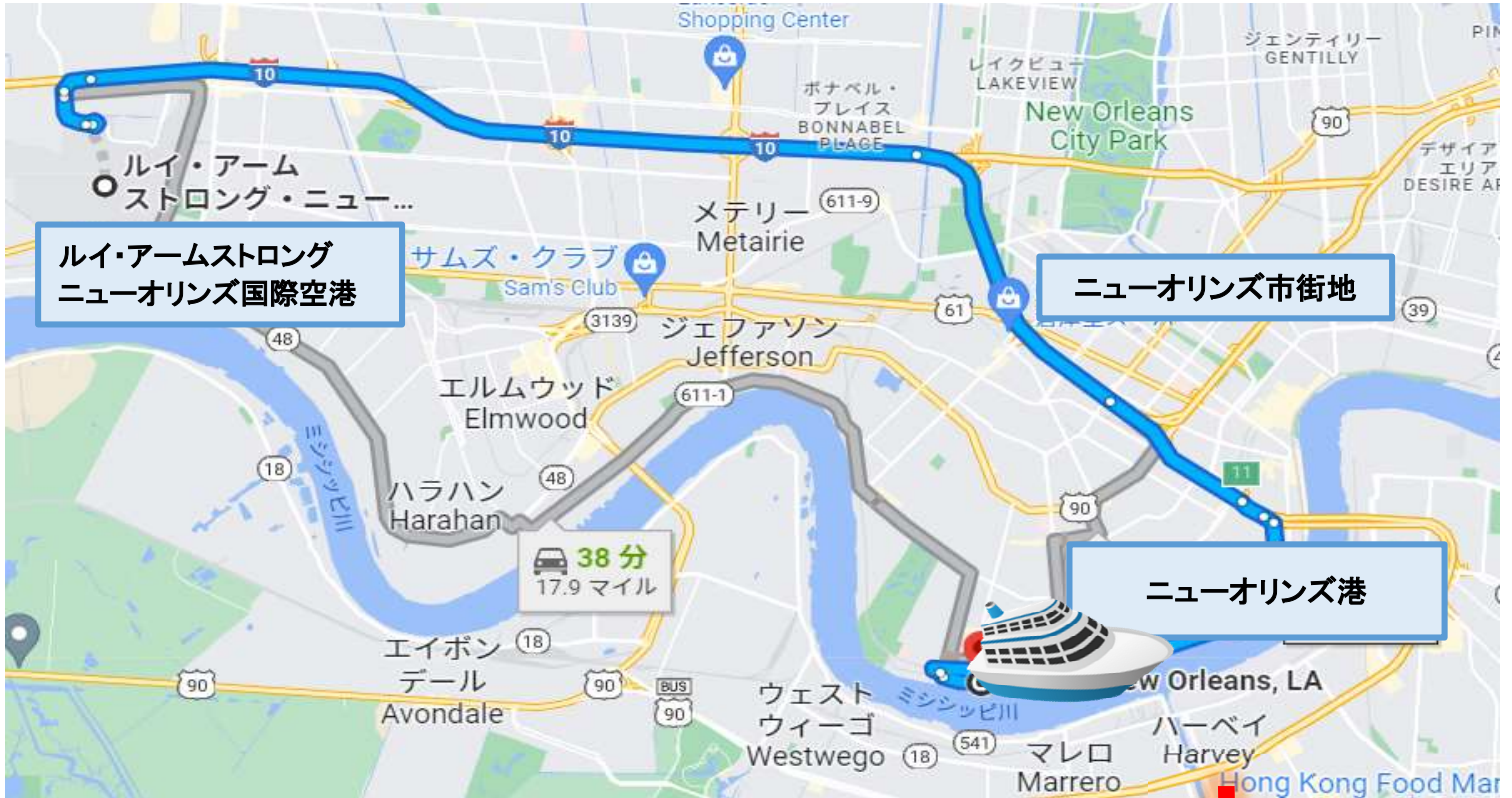 Shopping Center
10
レイクビュー
LAKEVIEW
ジェンティリー
GENTILLY
ボナベル・
プレイス
BONNABEL
PLACE
New Orleans
City Park
90
10
10
デザイア
エリア
DESIRE AR
ルイ・アーム
ストロング・ニュー...
メテリー
Metairie
611-9
ルイ・アームストロング
ニューオリンズ国際空港
サムズ・クラブ
Sam's Club
ニューオリンズ市街地
61
39
3139
ジェファソン
Jefferson
48
エルムウッド
Elmwood
611-1
ミシシッピ川
18
48
ハラハン
Harahan
11
90
38 分
17.9 マイル
ニューオリンズ港
エイボン
デール
Avondale
18
90
90
BUS
90
ウェスト
ウィーゴ
Westwego
ミシシッピ川
ew Orleans, LA
18
541
マレロ
Marrero
ハーベイ
Harvey
Hong Kong Food Mar